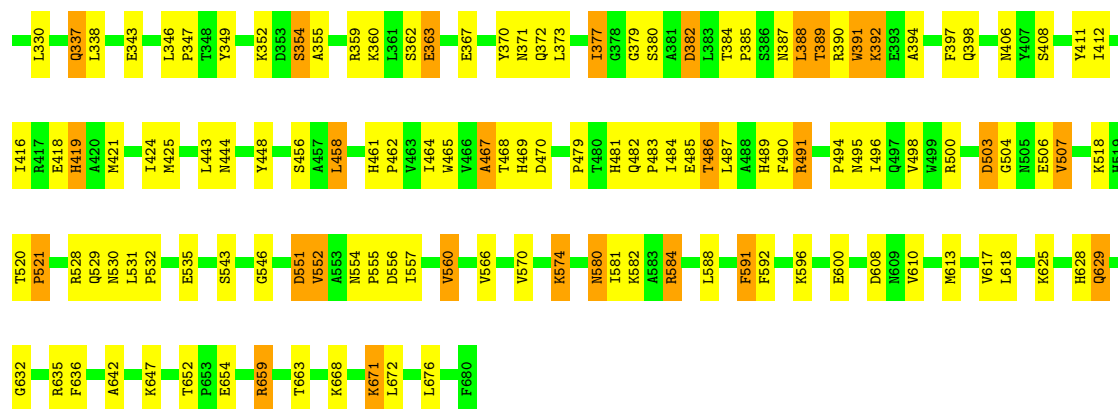 L330 Q337 L338 E343 L346 P347 T348 Y349 K352 D353 S354 A355 R359 K360 L361 S362 E363 E367 Y370 N371 Q372 L373 I377 G378 G379 S380 A381 D382 L383 T384 P385 S386 N387 L388 T389 R390 W391 K392 E393 A394 F397 Q398 N406 Y407 S408 Y411 I412
I416 R417 E418 H419 A420 M421 I424 M425 L443 N444 Y448 S456 A457 L458 H461 P462 V463 I464 W465 V466 A467 T468 H469 D470 P479 T480 H481 Q482 P483 I484 E485 T486 L487 A488 H489 F490 R491 P494 N495 I496 Q497 V498 W499 R500 D503 G504 N505 E506 V507 K518 H519
T520 P521 R528 Q529 N530 L531 P532 E535 S543 G546 D551 V552 A553 N554 P555 D556 I557 V560 V566 V570 K574 N580 I581 K582 A583 R584 L588 F591 F592 K596 E600 D608 N609 V610 M613 V617 L618 K625 H628 Q629
G632 R635 F636 A642 K647 T652 P653 E654 R659 T663 K668 K671 L672 L676 F680